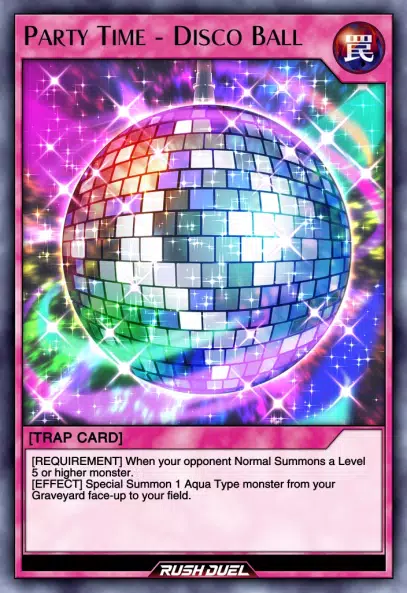 Party Time - Disco Ball
罠
[TRAP CARD]
[REQUIREMENT] When your opponent Normal Summons a Level
5 or higher monster.
[EFFECT] Special Summon 1 Aqua Type monster from your
Graveyard face-up to your field.
RUSH DUEL